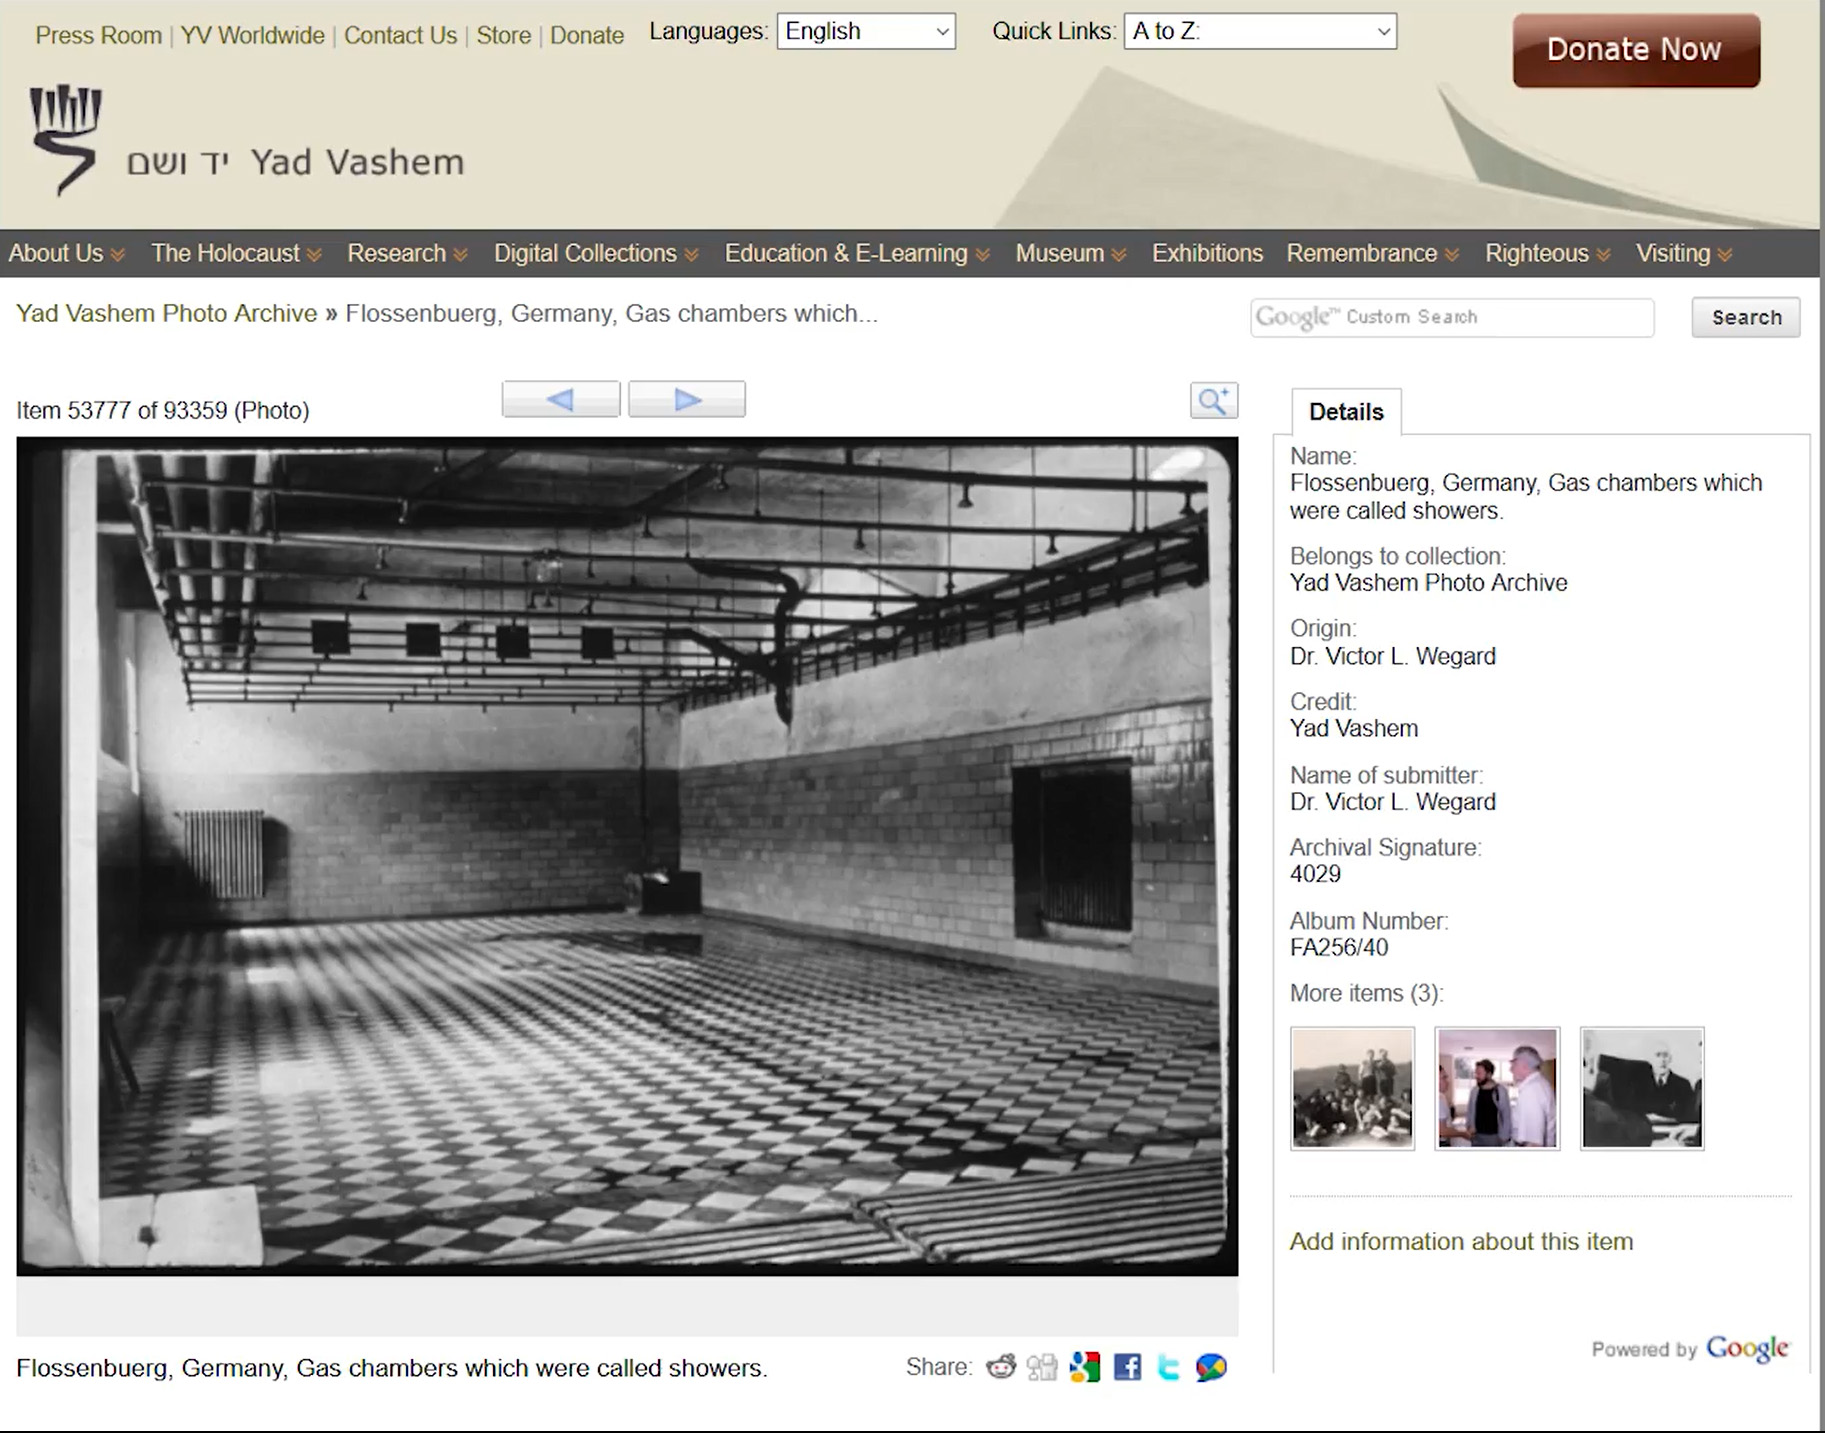 Press Room | YV Worldwide | Contact Us | Store | Donate
Languages: English
Quick Links: A to Z:
Donate Now
יד ושם Yad Vashem
About Us The Holocaust Research Digital Collections Education & E-Learning Museum Exhibitions Remembrance Righteous Visiting
Yad Vashem Photo Archive » Flossenbuerg, Germany, Gas chambers which...
Google™ Custom Search
Search
Item 53777 of 93359 (Photo)
Details
Name:
Flossenbuerg, Germany, Gas chambers which
were called showers.
Belongs to collection:
Yad Vashem Photo Archive
Origin:
Dr. Victor L. Wegard
Credit:
Yad Vashem
Name of submitter:
Dr. Victor L. Wegard
Archival Signature:
4029
Album Number:
FA256/40
More items (3):
Add information about this item
Powered by Google
Flossenbuerg, Germany, Gas chambers which were called showers.
Share: